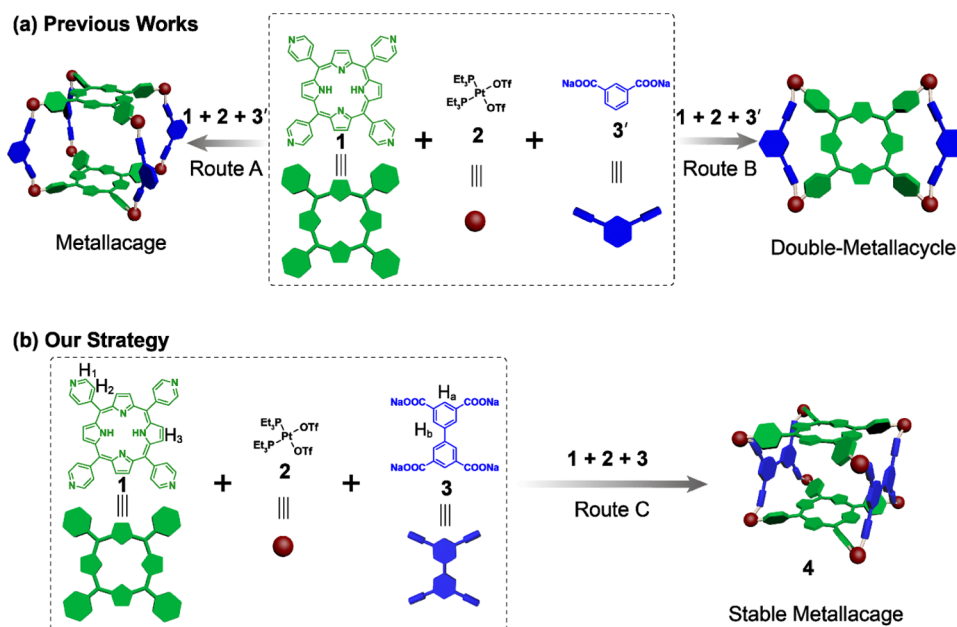 (a) Previous Works
N N
NH N HN
N
N N
1
Et₃P OTf
Pt
Et₃P OTf
2
NaOOC COONa
3′
1 + 2 + 3′
Route A
+
+
1 + 2 + 3′
Route B
Metallacage
Double-Metallacycle
(b) Our Strategy
H₁
H₂
N N
N
NH HN H₃
N
N N
1
Et₃P OTf
Pt
Et₃P OTf
2
Hₐ
NaOOC COONa
H_b
NaOOC COONa
3
+
+
1 + 2 + 3
Route C
4
Stable Metallacage